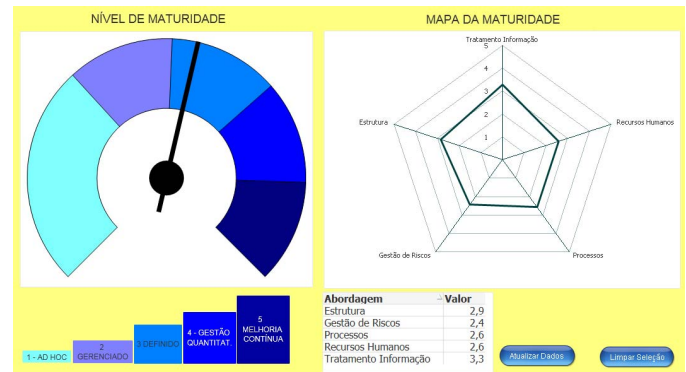 NÍVEL DE MATURIDADE
MAPA DA MATURIDADE
Tratamento Informação
5
4
3
2
1
Estrutura
Recursos Humanos
Gestão de Riscos
Processos
1 - AD HOC
2
GERENCIADO
3 DEFINIDO
4 - GESTÃO
QUANTITAT.
5
MELHORIA
CONTÍNUA
Abordagem Valor
Estrutura 2,9
Gestão de Riscos 2,4
Processos 2,6
Recursos Humanos 2,6
Tratamento Informação 3,3
Atualizar Dados
Limpar Seleção